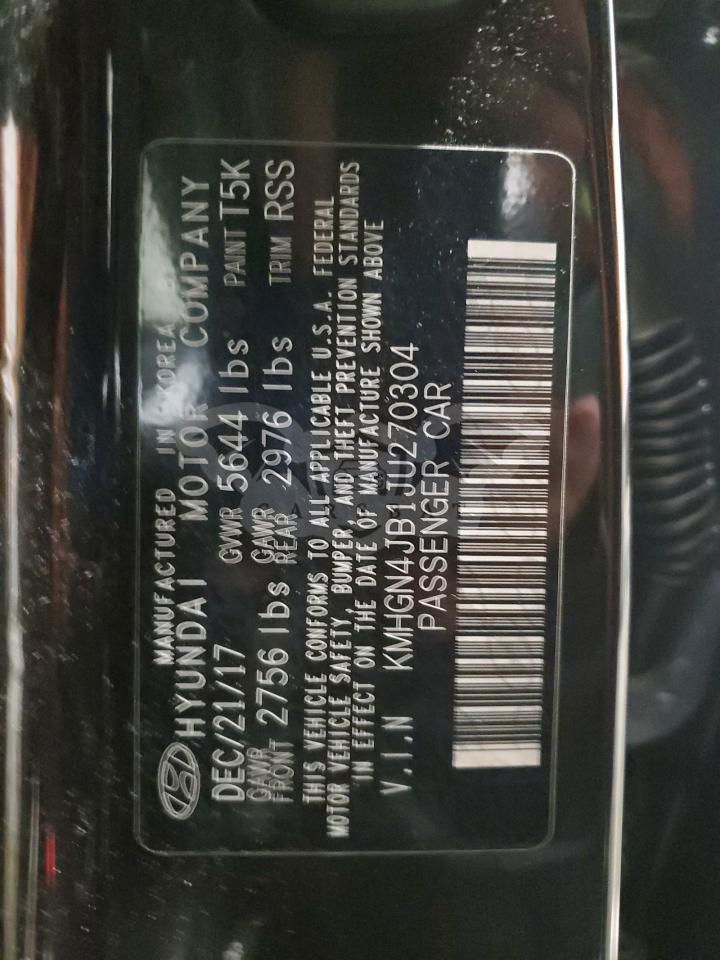 MANUFACTURED IN KOREA
HYUNDAI MOTOR COMPANY
DEC/21/17 GVWR 5644 lbs PAINT T5K
GAWR FRONT 2756 lbs GAWR REAR 2976 lbs TRIM RSS
THIS VEHICLE CONFORMS TO ALL APPLICABLE U.S.A. FEDERAL
MOTOR VEHICLE SAFETY, BUMPER AND THEFT PREVENTION STANDARDS
IN EFFECT ON THE DATE OF MANUFACTURE SHOWN ABOVE
V.I.N KMHGN4JB1JU270304
PASSENGER CAR